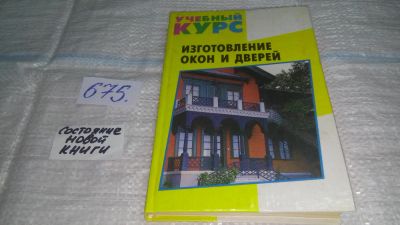 УЧЕБНЫЙ
КУРС
ИЗГОТОВЛЕНИЕ
ОКОН И ДВЕРЕЙ
675.
состояние
новой
книги